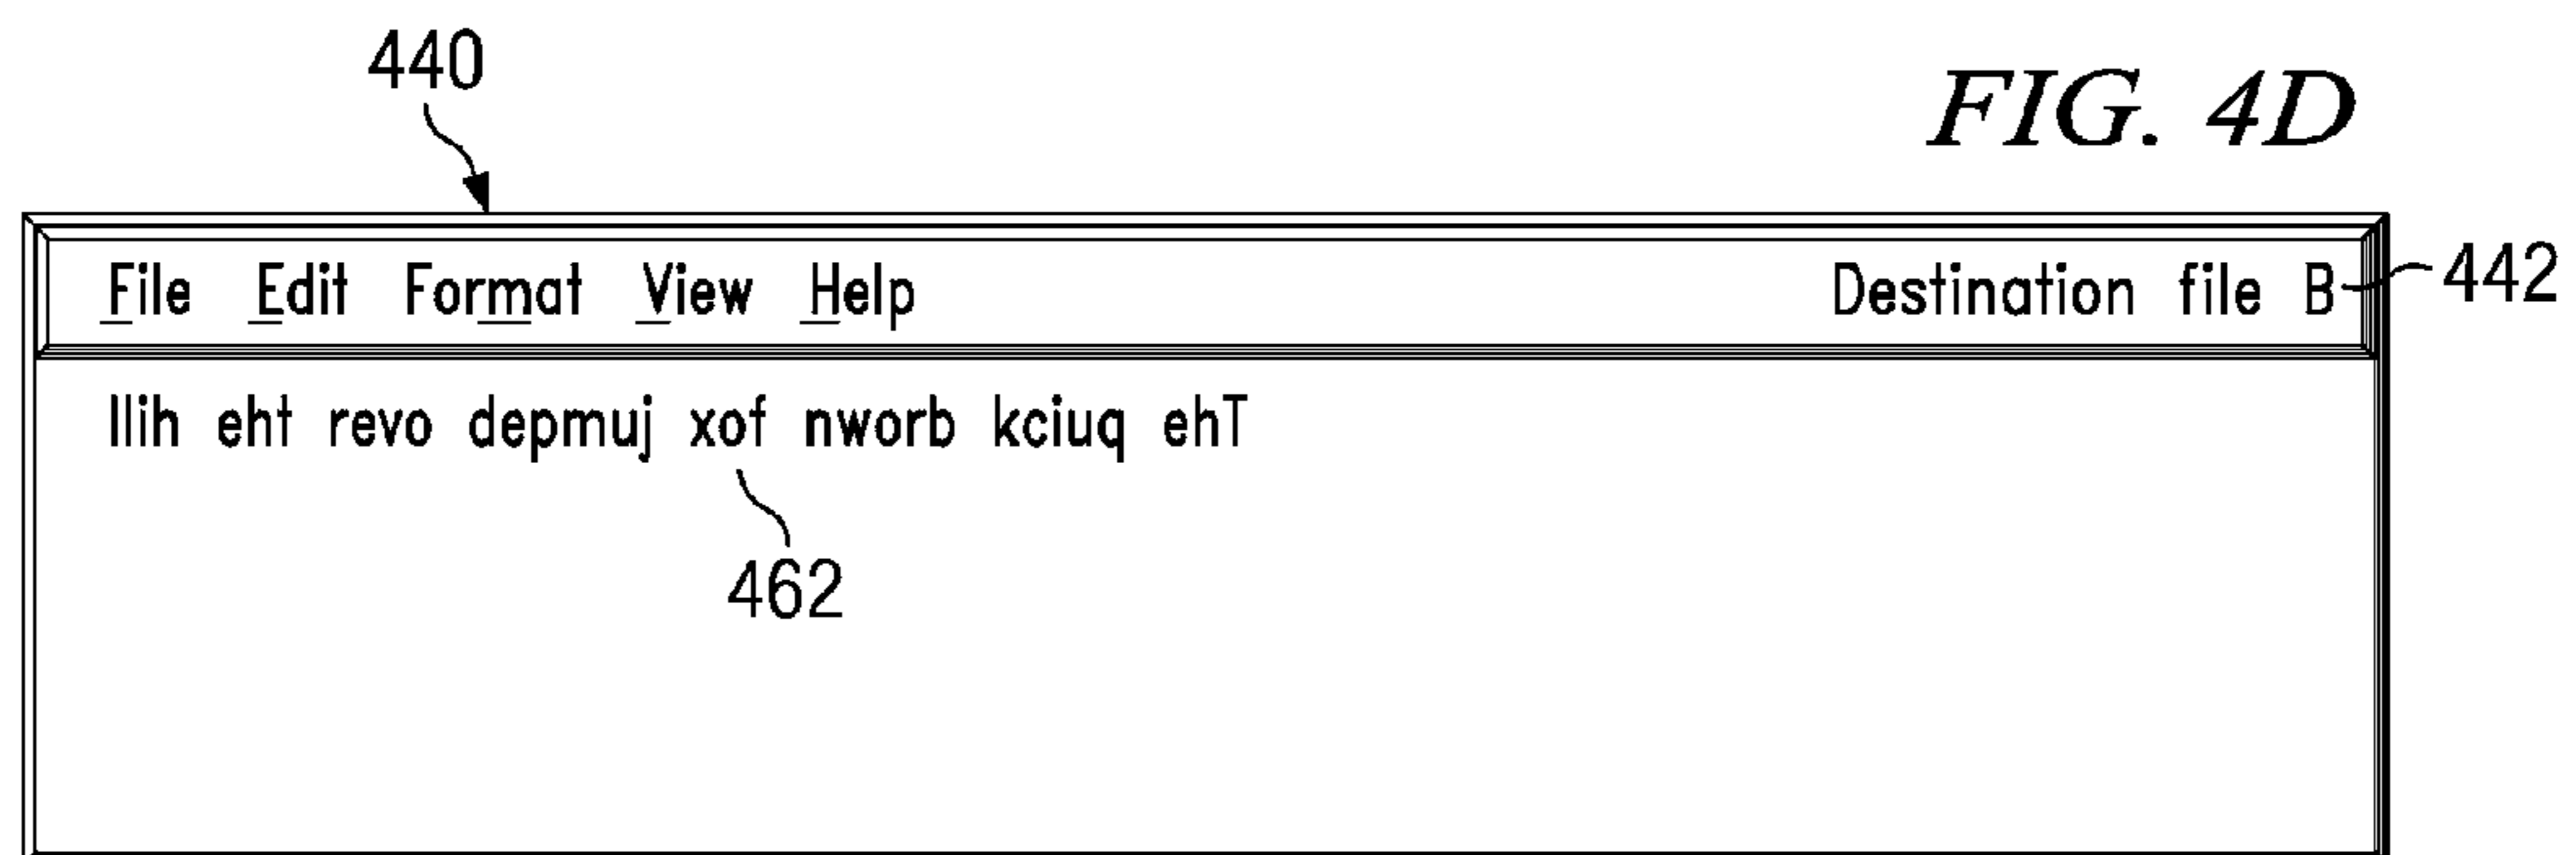 440
FIG. 4D
File Edit Format View Help Destination file B 442
llih eht revo depmuj xof nworb kciuq ehT
462